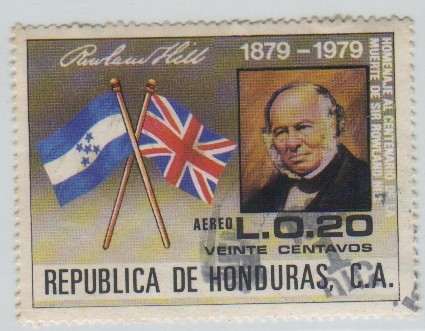 Rowland Hill
1879-1979
HOMENAJE AL CENTENARIO DE LA
MUERTE DE SIR ROWLAND HILL
AEREO L.0.20
VEINTE CENTAVOS
REPUBLICA DE HONDURAS, C.A.